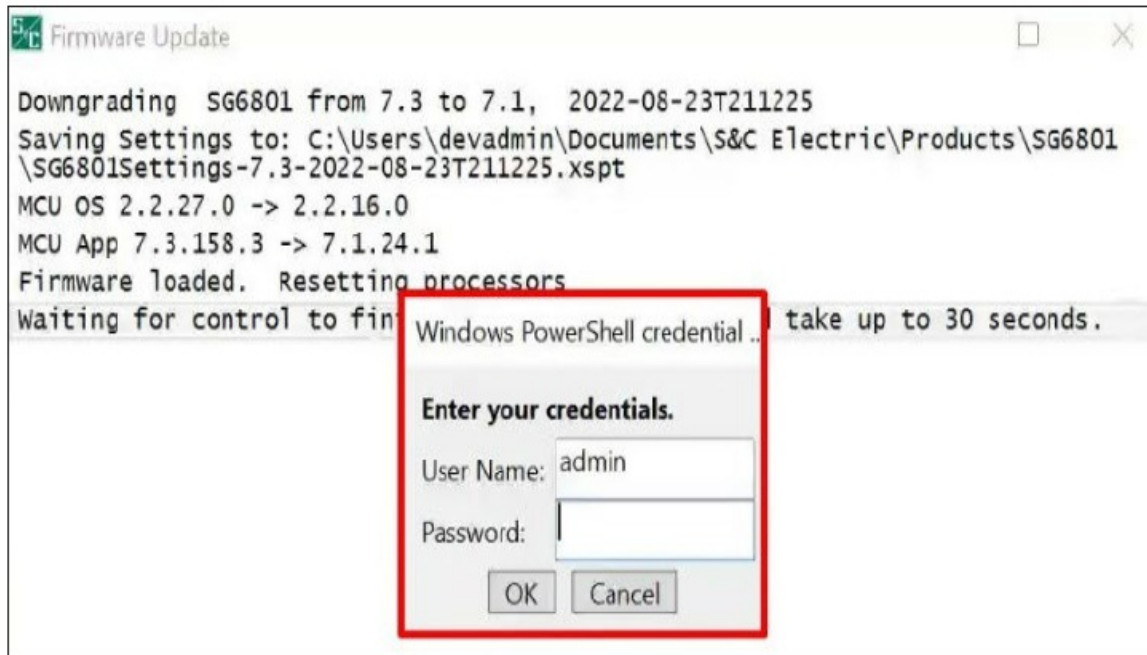 S/C Firmware Update
Downgrading SG6801 from 7.3 to 7.1, 2022-08-23T211225
Saving Settings to: C:\Users\devadmin\Documents\S&C Electric\Products\SG6801
\SG6801Settings-7.3-2022-08-23T211225.xspt
MCU OS 2.2.27.0 -> 2.2.16.0
MCU App 7.3.158.3 -> 7.1.24.1
Firmware loaded. Resetting processors
Waiting for control to fin take up to 30 seconds.
Windows PowerShell credential ..
Enter your credentials.
User Name: admin
Password:
OK Cancel